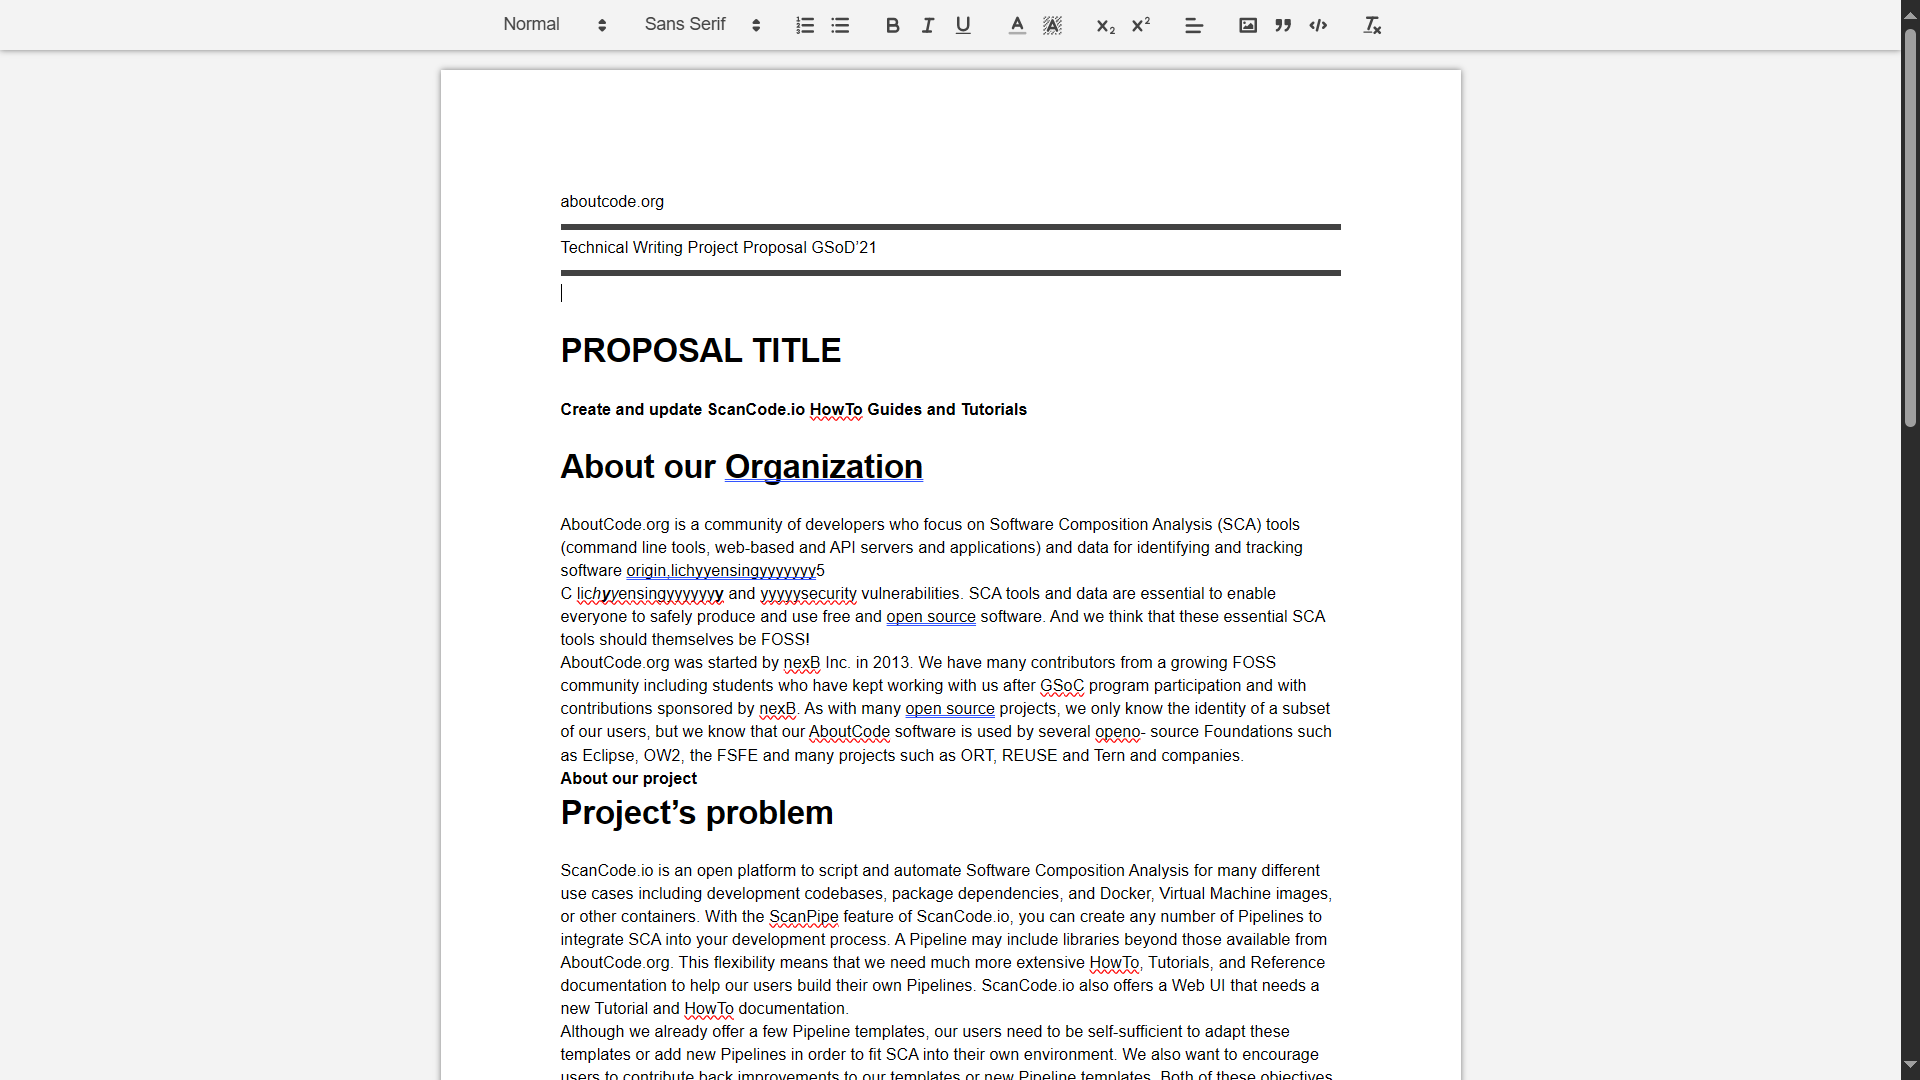 Normal Sans Serif
aboutcode.org
Technical Writing Project Proposal GSoD’21
PROPOSAL TITLE
Create and update ScanCode.io HowTo Guides and Tutorials
About our Organization
AboutCode.org is a community of developers who focus on Software Composition Analysis (SCA) tools
(command line tools, web-based and API servers and applications) and data for identifying and tracking
software origin,lichyyensingyyyyyyy5
C lichyyensingyyyyyyy and yyyyysecurity vulnerabilities. SCA tools and data are essential to enable
everyone to safely produce and use free and open source software. And we think that these essential SCA
tools should themselves be FOSS!
AboutCode.org was started by nexB Inc. in 2013. We have many contributors from a growing FOSS
community including students who have kept working with us after GSoC program participation and with
contributions sponsored by nexB. As with many open source projects, we only know the identity of a subset
of our users, but we know that our AboutCode software is used by several openo- source Foundations such
as Eclipse, OW2, the FSFE and many projects such as ORT, REUSE and Tern and companies.
About our project
Project’s problem
ScanCode.io is an open platform to script and automate Software Composition Analysis for many different
use cases including development codebases, package dependencies, and Docker, Virtual Machine images,
or other containers. With the ScanPipe feature of ScanCode.io, you can create any number of Pipelines to
integrate SCA into your development process. A Pipeline may include libraries beyond those available from
AboutCode.org. This flexibility means that we need much more extensive HowTo, Tutorials, and Reference
documentation to help our users build their own Pipelines. ScanCode.io also offers a Web UI that needs a
new Tutorial and HowTo documentation.
Although we already offer a few Pipeline templates, our users need to be self-sufficient to adapt these
templates or add new Pipelines in order to fit SCA into their own environment. We also want to encourage
users to contribute back improvements to our templates or new Pipeline templates. Both of these objectives